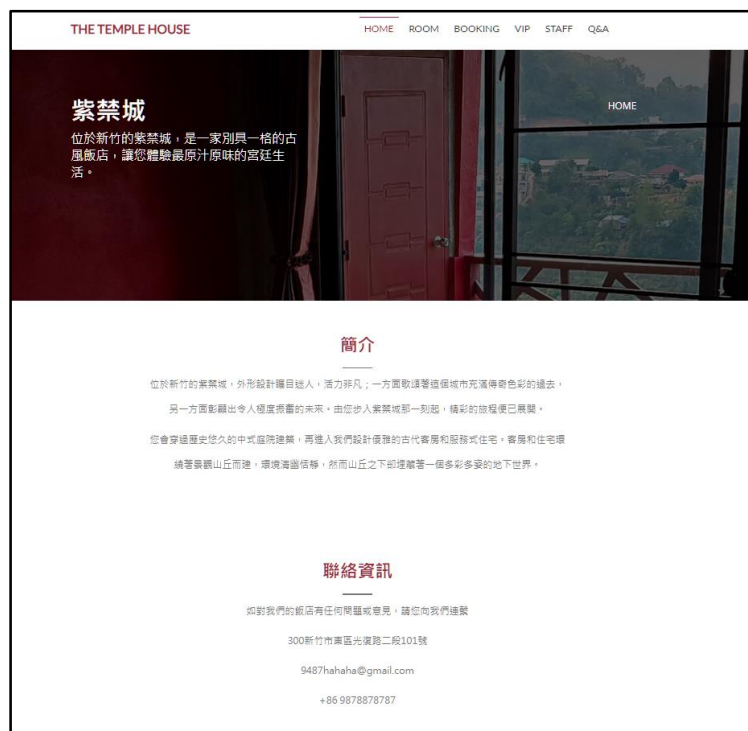 THE TEMPLE HOUSE
HOME ROOM BOOKING VIP STAFF Q&A
紫禁城
HOME
位於新竹的紫禁城,是一家別具一格的古
風飯店,讓您體驗最原汁原味的宮廷生
活。
簡介
位於新竹的紫禁城,外形設計矚目迷人,活力非凡;一方面歌頌著這個城市充滿傳奇色彩的過去,
另一方面彰顯出令人極度振奮的未來。由您步入紫禁城那一刻起,精彩的旅程便已展開。
您會穿過歷史悠久的中式庭院建築,再進入我們設計優雅的古代客房和服務式住宅。客房和住宅環
繞著景觀山丘而建,環境清幽恬靜,然而山丘之下卻埋藏著一個多彩多姿的地下世界。
聯絡資訊
如對我們的飯店有任何問題或意見,請您向我們連繫
300新竹市東區光復路二段101號
9487hahaha@gmail.com
+86 9878878787